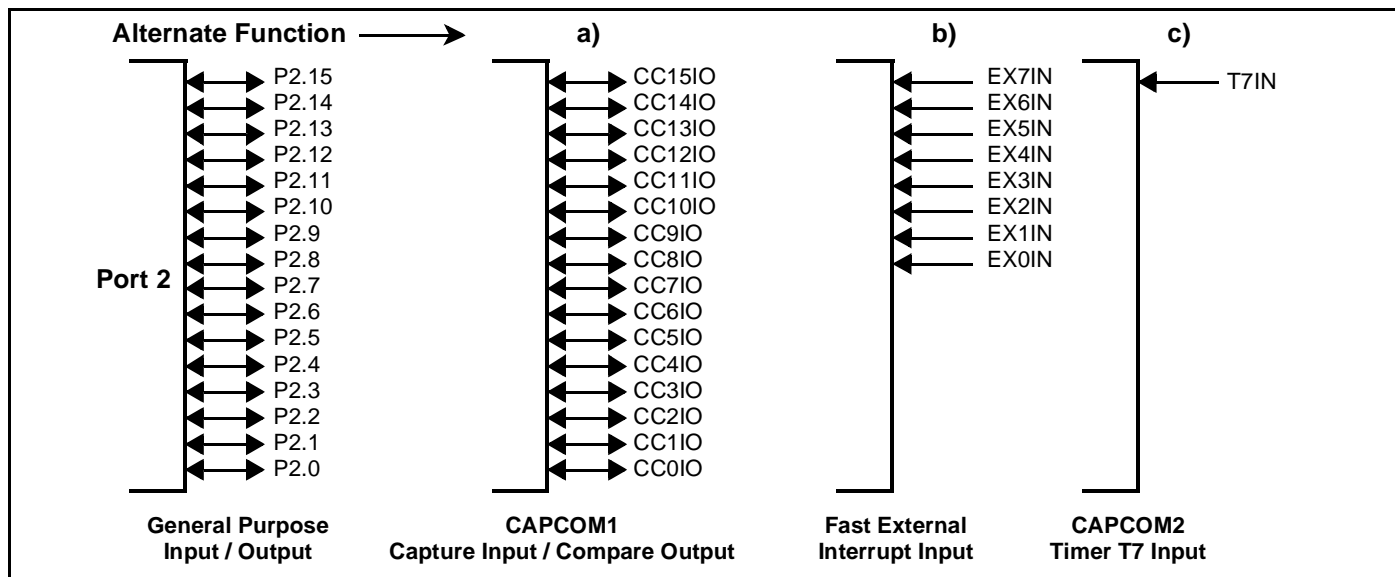 Alternate Function a) b) c)
P2.15 CC15IO EX7IN T7IN
P2.14 CC14IO EX6IN
P2.13 CC13IO EX5IN
P2.12 CC12IO EX4IN
P2.11 CC11IO EX3IN
P2.10 CC10IO EX2IN
P2.9 CC9IO EX1IN
P2.8 CC8IO EX0IN
Port 2
P2.7 CC7IO
P2.6 CC6IO
P2.5 CC5IO
P2.4 CC4IO
P2.3 CC3IO
P2.2 CC2IO
P2.1 CC1IO
P2.0 CC0IO
General Purpose CAPCOM1 Fast External CAPCOM2
Input / Output Capture Input / Compare Output Interrupt Input Timer T7 Input